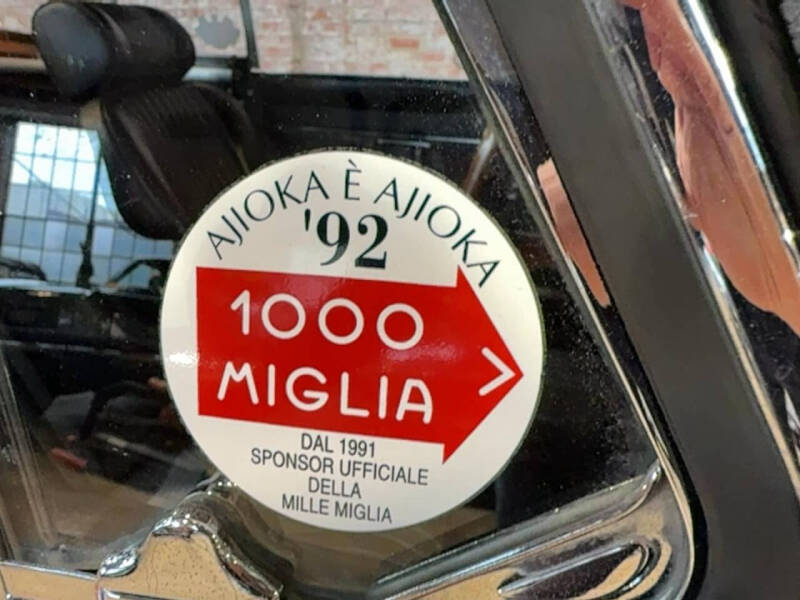 AJIOKA È AJIOKA
'92
1000
MIGLIA
DAL 1991
SPONSOR UFFICIALE
DELLA
MILLE MIGLIA